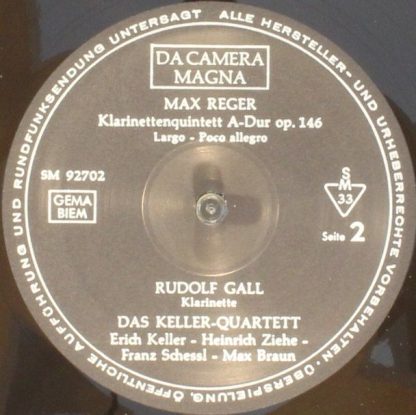 DA CAMERA
MAGNA
MAX REGER
Klarinettenquintett A-Dur op. 146
Largo - Poco allegro
SM 92702
GEMA
BIEM
S
M
33
Seite 2
RUDOLF GALL
Klarinette
DAS KELLER-QUARTETT
Erich Keller - Heinrich Ziehe -
Franz Schessl - Max Braun
ALLE HERSTELLER- UND URHEBERRECHTE VORBEHALTEN · ÜBERSPIELUNG, ÖFFENTLICHE AUFFÜHRUNG UND RUNDFUNKSENDUNG UNTERSAGT